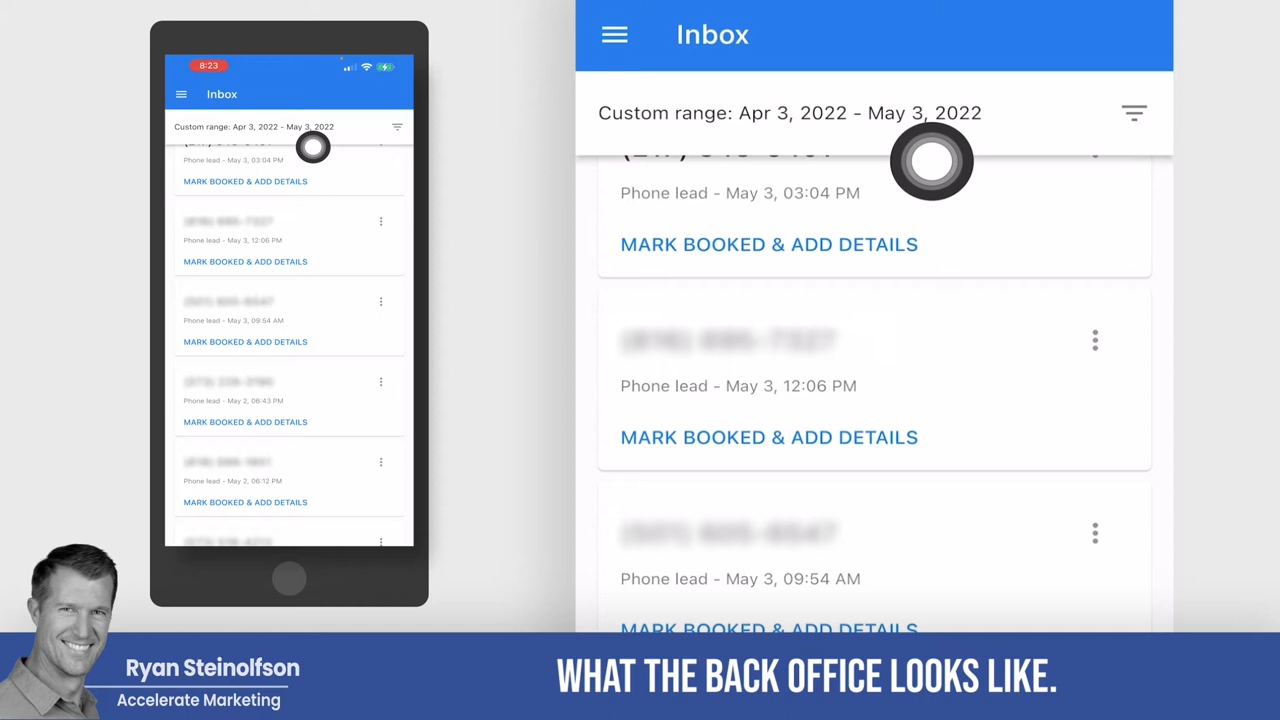 8:23
Inbox
Custom range: Apr 3, 2022 - May 3, 2022
Phone lead - May 3, 03:04 PM
MARK BOOKED & ADD DETAILS
Phone lead - May 3, 12:06 PM
MARK BOOKED & ADD DETAILS
Phone lead - May 3, 09:54 AM
MARK BOOKED & ADD DETAILS
Phone lead - May 2, 06:43 PM
MARK BOOKED & ADD DETAILS
Phone lead - May 2, 06:12 PM
MARK BOOKED & ADD DETAILS
Inbox
Custom range: Apr 3, 2022 - May 3, 2022
Phone lead - May 3, 03:04 PM
MARK BOOKED & ADD DETAILS
Phone lead - May 3, 12:06 PM
MARK BOOKED & ADD DETAILS
Phone lead - May 3, 09:54 AM
MARK BOOKED & ADD DETAILS
Ryan Steinolfson
Accelerate Marketing
WHAT THE BACK OFFICE LOOKS LIKE.